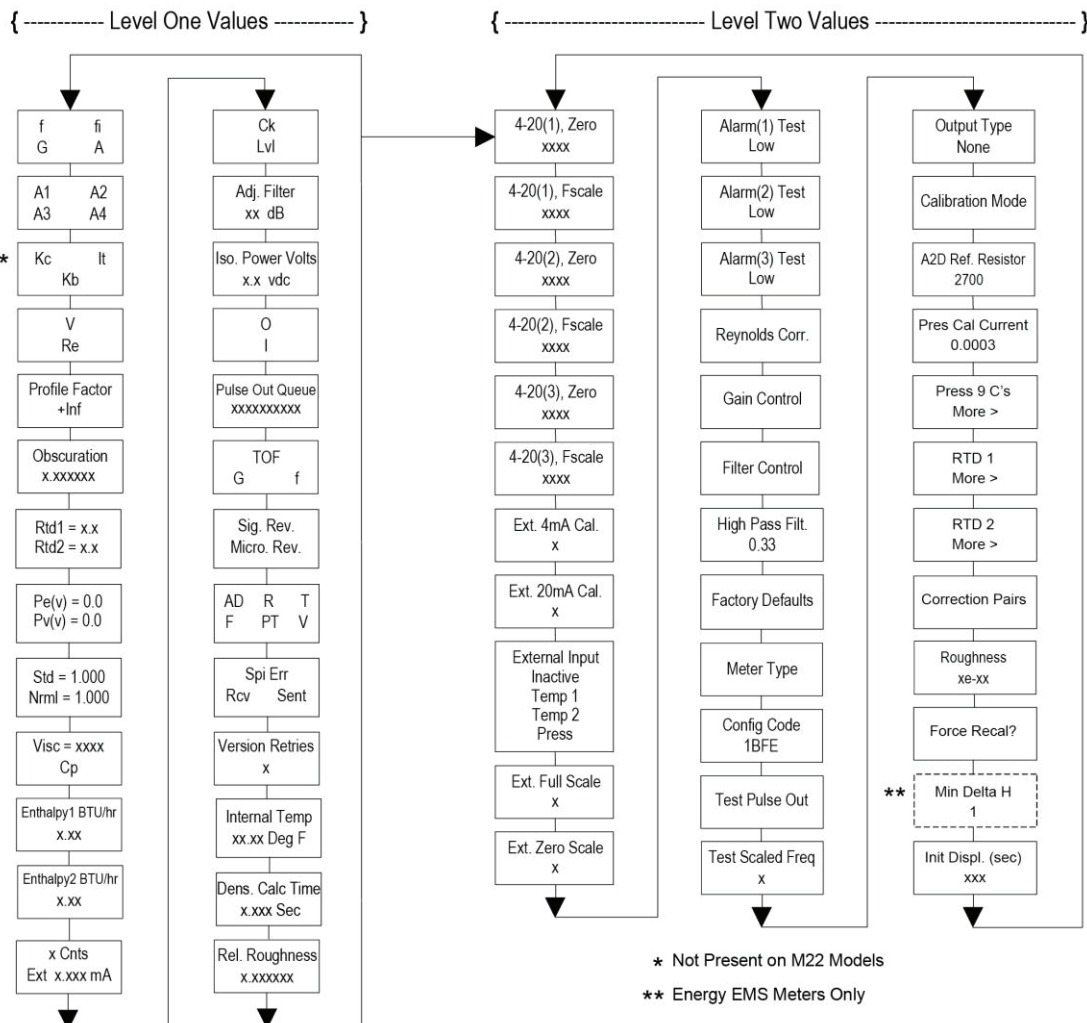 { ------------ Level One Values ------------- }
f fi
G A
A1 A2
A3 A4
* Kc It
Kb
V
Re
Profile Factor
+Inf
Obscuration
x.xxxxxx
Rtd1 = x.x
Rtd2 = x.x
Pe(v) = 0.0
Pv(v) = 0.0
Std = 1.000
Nrml = 1.000
Visc = xxxx
Cp
Enthalpy1 BTU/hr
x.xx
Enthalpy2 BTU/hr
x.xx
x Cnts
Ext x.xxx mA
Ck
Lvl
Adj. Filter
xx dB
Iso. Power Volts
x.x vdc
O
I
Pulse Out Queue
xxxxxxxxxx
TOF
G f
Sig. Rev.
Micro. Rev.
AD R T
F PT V
Spi Err
Rcv Sent
Version Retries
x
Internal Temp
xx.xx Deg F
Dens. Calc Time
x.xxx Sec
Rel. Roughness
x.xxxxxx
{ ---------------------------- Level Two Values ---------------------------- }
4-20(1), Zero
xxxx
4-20(1), Fscale
xxxx
4-20(2), Zero
xxxx
4-20(2), Fscale
xxxx
4-20(3), Zero
xxxx
4-20(3), Fscale
xxxx
Ext. 4mA Cal.
x
Ext. 20mA Cal.
x
External Input
Inactive
Temp 1
Temp 2
Press
Ext. Full Scale
x
Ext. Zero Scale
x
Alarm(1) Test
Low
Alarm(2) Test
Low
Alarm(3) Test
Low
Reynolds Corr.
Gain Control
Filter Control
High Pass Filt.
0.33
Factory Defaults
Meter Type
Config Code
1BFE
Test Pulse Out
Test Scaled Freq
x
Output Type
None
Calibration Mode
A2D Ref. Resistor
2700
Pres Cal Current
0.0003
Press 9 C's
More >
RTD 1
More >
RTD 2
More >
Correction Pairs
Roughness
xe-xx
Force Recal?
** Min Delta H
1
Init Displ. (sec)
xxx
* Not Present on M22 Models
** Energy EMS Meters Only